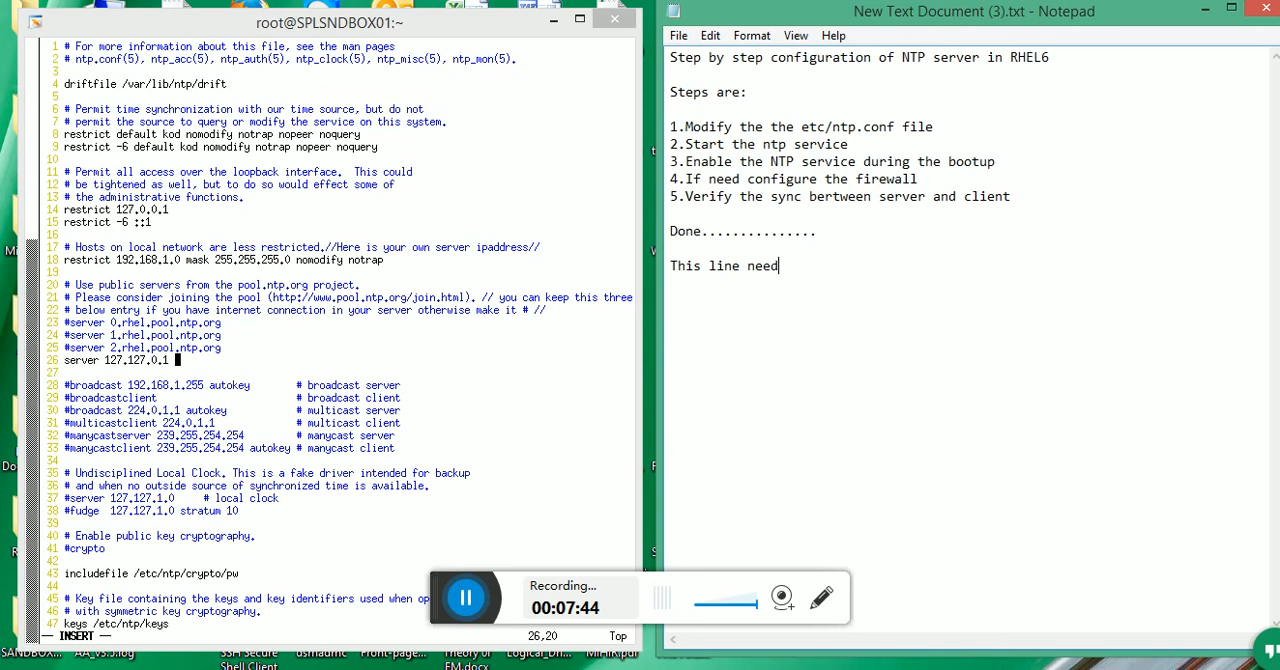 root@SPLSNDBOX01:~
1 # For more information about this file, see the man pages
2 # ntp.conf(5), ntp_acc(5), ntp_auth(5), ntp_clock(5), ntp_misc(5), ntp_mon(5).
3
4 driftfile /var/lib/ntp/drift
5
6 # Permit time synchronization with our time source, but do not
7 # permit the source to query or modify the service on this system.
8 restrict default kod nomodify notrap nopeer noquery
9 restrict -6 default kod nomodify notrap nopeer noquery
10
11 # Permit all access over the loopback interface.  This could
12 # be tightened as well, but to do so would effect some of
13 # the administrative functions.
14 restrict 127.0.0.1
15 restrict -6 ::1
16
17 # Hosts on local network are less restricted.//Here is your own server ipaddress//
18 restrict 192.168.1.0 mask 255.255.255.0 nomodify notrap
19
20 # Use public servers from the pool.ntp.org project.
21 # Please consider joining the pool (http://www.pool.ntp.org/join.html). // you can keep this three
22 # below entry if you have internet connection in your server otherwise make it # //
23 #server 0.rhel.pool.ntp.org
24 #server 1.rhel.pool.ntp.org
25 #server 2.rhel.pool.ntp.org
26 server 127.127.0.1
27
28 #broadcast 192.168.1.255 autokey # broadcast server
29 #broadcastclient # broadcast client
30 #broadcast 224.0.1.1 autokey # multicast server
31 #multicastclient 224.0.1.1 # multicast client
32 #manycastserver 239.255.254.254 # manycast server
33 #manycastclient 239.255.254.254 autokey # manycast client
34
35 # Undisciplined Local Clock. This is a fake driver intended for backup
36 # and when no outside source of synchronized time is available.
37 #server 127.127.1.0 # local clock
38 #fudge 127.127.1.0 stratum 10
39
40 # Enable public key cryptography.
41 #crypto
42
43 includefile /etc/ntp/crypto/pw
44
45 # Key file containing the keys and key identifiers used when op
46 # with symmetric key cryptography.
47 keys /etc/ntp/keys
-- INSERT -- 26,20 Top
New Text Document (3).txt - Notepad
File Edit Format View Help
Step by step configuration of NTP server in RHEL6
Steps are:
1.Modify the the etc/ntp.conf file
2.Start the ntp service
3.Enable the NTP service during the bootup
4.If need configure the firewall
5.Verify the sync bertween server and client
Done...............
This line need
Recording...
00:07:44
SANDBOX...
AA_v3.log
SSH Secure
Shell Client
dsmadmc
Front-page...
Theory of
FM.docx
Logical_Dri...